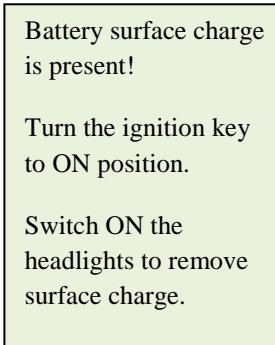 Battery surface charge
is present!
Turn the ignition key
to ON position.
Switch ON the
headlights to remove
surface charge.